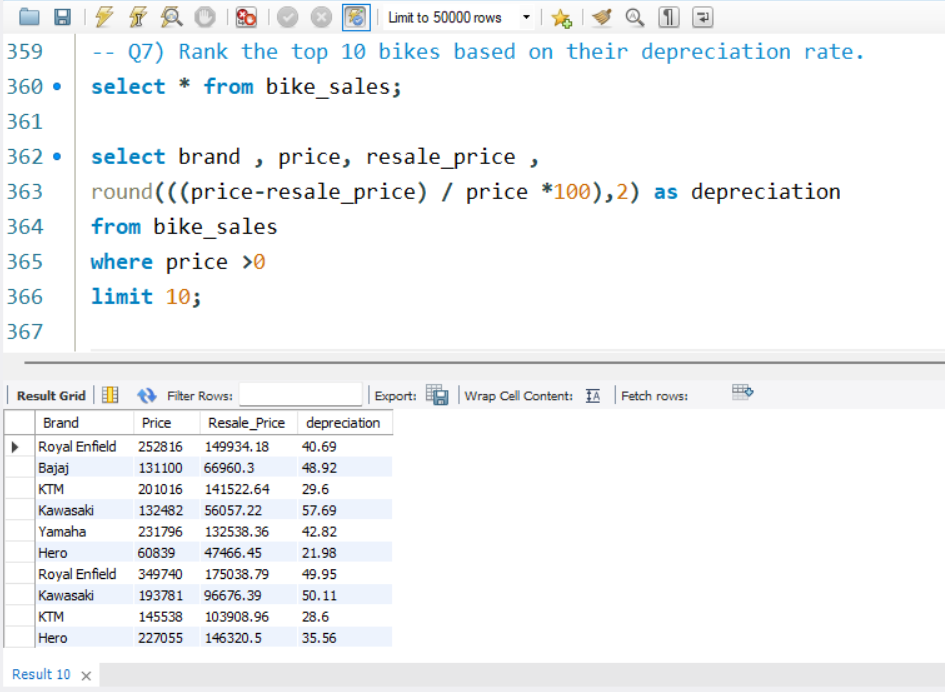 Limit to 50000 rows
359 -- Q7) Rank the top 10 bikes based on their depreciation rate.
360 select * from bike_sales;
361
362 select brand , price, resale_price ,
363 round(((price-resale_price) / price *100),2) as depreciation
364 from bike_sales
365 where price >0
366 limit 10;
367
Result Grid Filter Rows: Export: Wrap Cell Content: IA Fetch rows:
Brand Price Resale_Price depreciation
Royal Enfield 252816 149934.18 40.69
Bajaj 131100 66960.3 48.92
KTM 201016 141522.64 29.6
Kawasaki 132482 56057.22 57.69
Yamaha 231796 132538.36 42.82
Hero 60839 47466.45 21.98
Royal Enfield 349740 175038.79 49.95
Kawasaki 193781 96676.39 50.11
KTM 145538 103908.96 28.6
Hero 227055 146320.5 35.56
Result 10